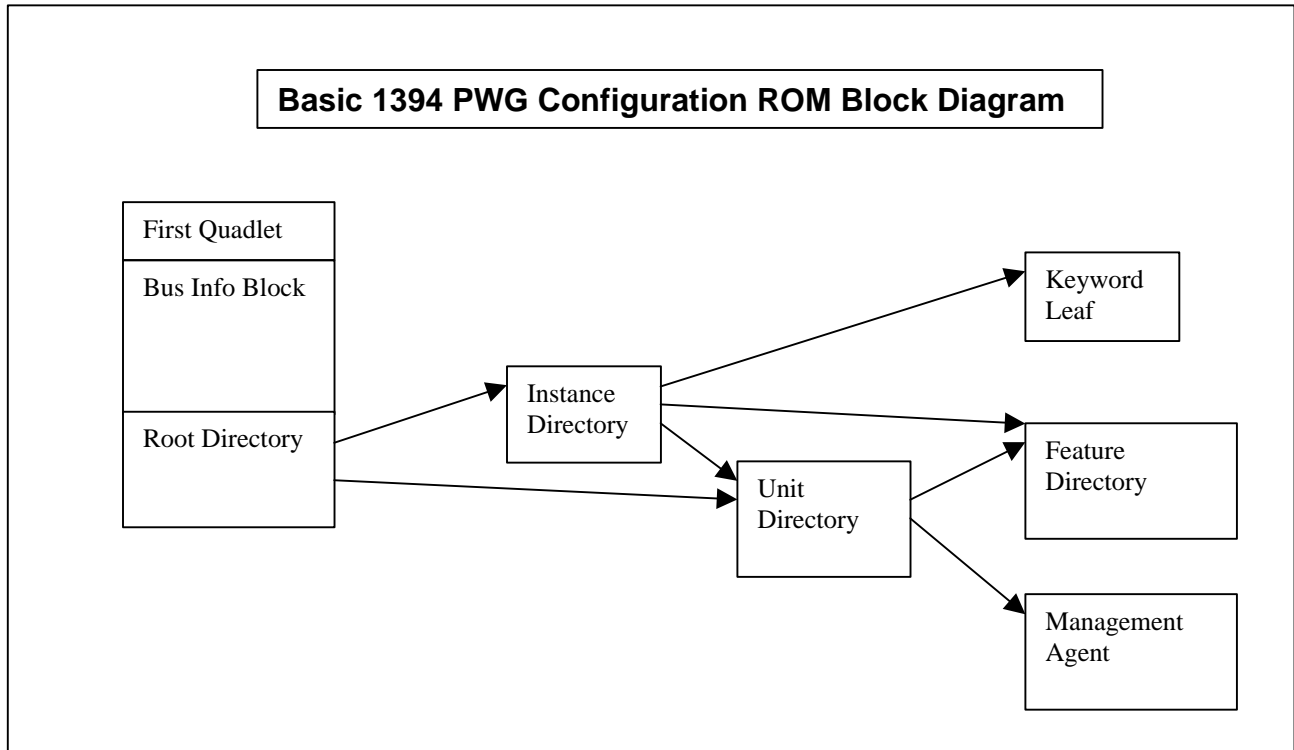 Basic 1394 PWG Configuration ROM Block Diagram
First Quadlet
Bus Info Block
Root Directory
Instance
Directory
Unit
Directory
Keyword
Leaf
Feature
Directory
Management
Agent